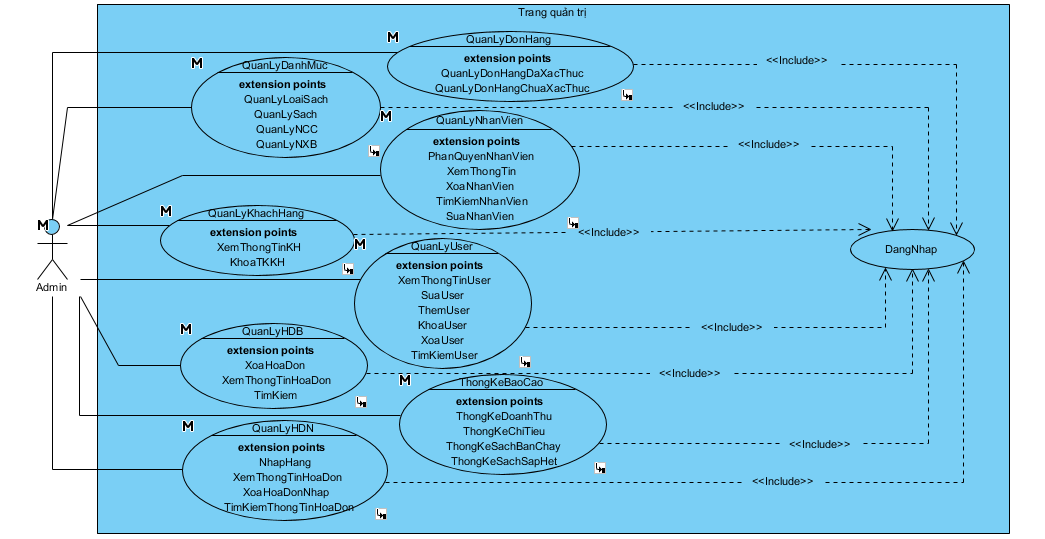 Trang quản trị
QuanLyDonHang
extension points
QuanLyDonHangDaXacThuc
QuanLyDonHangChuaXacThuc
<<Include>>
QuanLyDanhMuc
extension points
QuanLyLoaiSach
QuanLySach
QuanLyNCC
QuanLyNXB
<<Include>>
QuanLyNhanVien
extension points
PhanQuyenNhanVien
XemThongTin
XoaNhanVien
TimKiemNhanVien
SuaNhanVien
<<Include>>
QuanLyKhachHang
extension points
XemThongTinKH
KhoaTKKH
<<Include>>
DangNhap
Admin
QuanLyUser
extension points
XemThongTinUser
SuaUser
ThemUser
KhoaUser
XoaUser
TimKiemUser
<<Include>>
QuanLyHDB
extension points
XoaHoaDon
XemThongTinHoaDon
TimKiem
<<Include>>
ThongKeBaoCao
extension points
ThongKeDoanhThu
ThongKeChiTieu
ThongKeSachBanChay
ThongKeSachSapHet
<<Include>>
QuanLyHDN
extension points
NhapHang
XemThongTinHoaDon
XoaHoaDonNhap
TimKiemThongTinHoaDon
<<Include>>
M
M
M
M
M
M
M
M
M